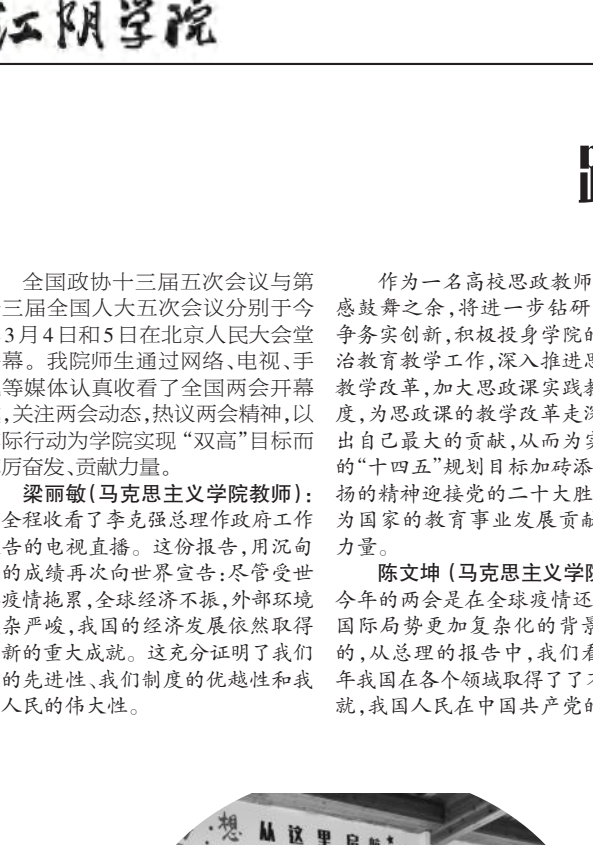 江阴学院
全国政协十三届五次会议与第
三届全国人大五次会议分别于今
3月4日和5日在北京人民大会堂
幕。我院师生通过网络、电视、手
等媒体认真收看了全国两会开幕
,关注两会动态,热议两会精神,以
际行动为学院实现“双高”目标而
厉奋发、贡献力量。
梁丽敏(马克思主义学院教师):
全程收看了李克强总理作政府工作
告的电视直播。这份报告,用沉甸
的成绩再次向世界宣告:尽管受世
疫情拖累,全球经济不振,外部环境
杂严峻,我国的经济发展依然取得
新的重大成就。这充分证明了我们
的先进性、我们制度的优越性和我
人民的伟大性。
作为一名高校思政教师
感鼓舞之余,将进一步钻研
争务实创新,积极投身学院的
治教育教学工作,深入推进思
教学改革,加大思政课实践教
度,为思政课的教学改革走深
出自己最大的贡献,从而为实
的“十四五”规划目标加砖添
扬的精神迎接党的二十大胜
为国家的教育事业发展贡献
力量。
陈文坤(马克思主义学院
今年的两会是在全球疫情还
国际局势更加复杂化的背景
的,从总理的报告中,我们看
年我国在各个领域取得了了不
就,我国人民在中国共产党的
想 从这里启航